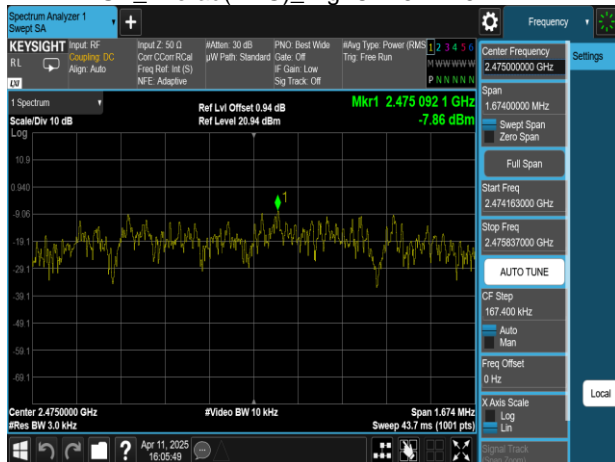 Spectrum Analyzer 1
Swept SA
Frequency
KEYSIGHT
RL
LXI
Input: RF
Coupling: DC
Align: Auto
Input Z: 50 Ω
Corr CCorr RCal
Freq Ref: Int (S)
NFE: Adaptive
#Atten: 30 dB
µW Path: Standard
PNO: Best Wide
Gate: Off
IF Gain: Low
Sig Track: Off
#Avg Type: Power (RMS
Trig: Free Run
1 2 3 4 5 6
M W W W W W
P N N N N N
Center Frequency
2.475000000 GHz
Settings
Span
1.67400000 MHz
Swept Span
Zero Span
Full Span
Start Freq
2.474163000 GHz
Stop Freq
2.475837000 GHz
AUTO TUNE
CF Step
167.400 kHz
Auto
Man
Freq Offset
0 Hz
X Axis Scale
Log
Lin
Signal Track
(Span Zoom)
Local
1 Spectrum
Scale/Div 10 dB
Log
Ref Lvl Offset 0.94 dB
Ref Level 20.94 dBm
Mkr1 2.475 092 1 GHz
-7.86 dBm
1
10.9
0.940
-9.06
-19.1
-29.1
-39.1
-49.1
-59.1
-69.1
Center 2.4750000 GHz
#Res BW 3.0 kHz
#Video BW 10 kHz
Span 1.674 MHz
Sweep 43.7 ms (1001 pts)
?
Apr 11, 2025
16:05:49